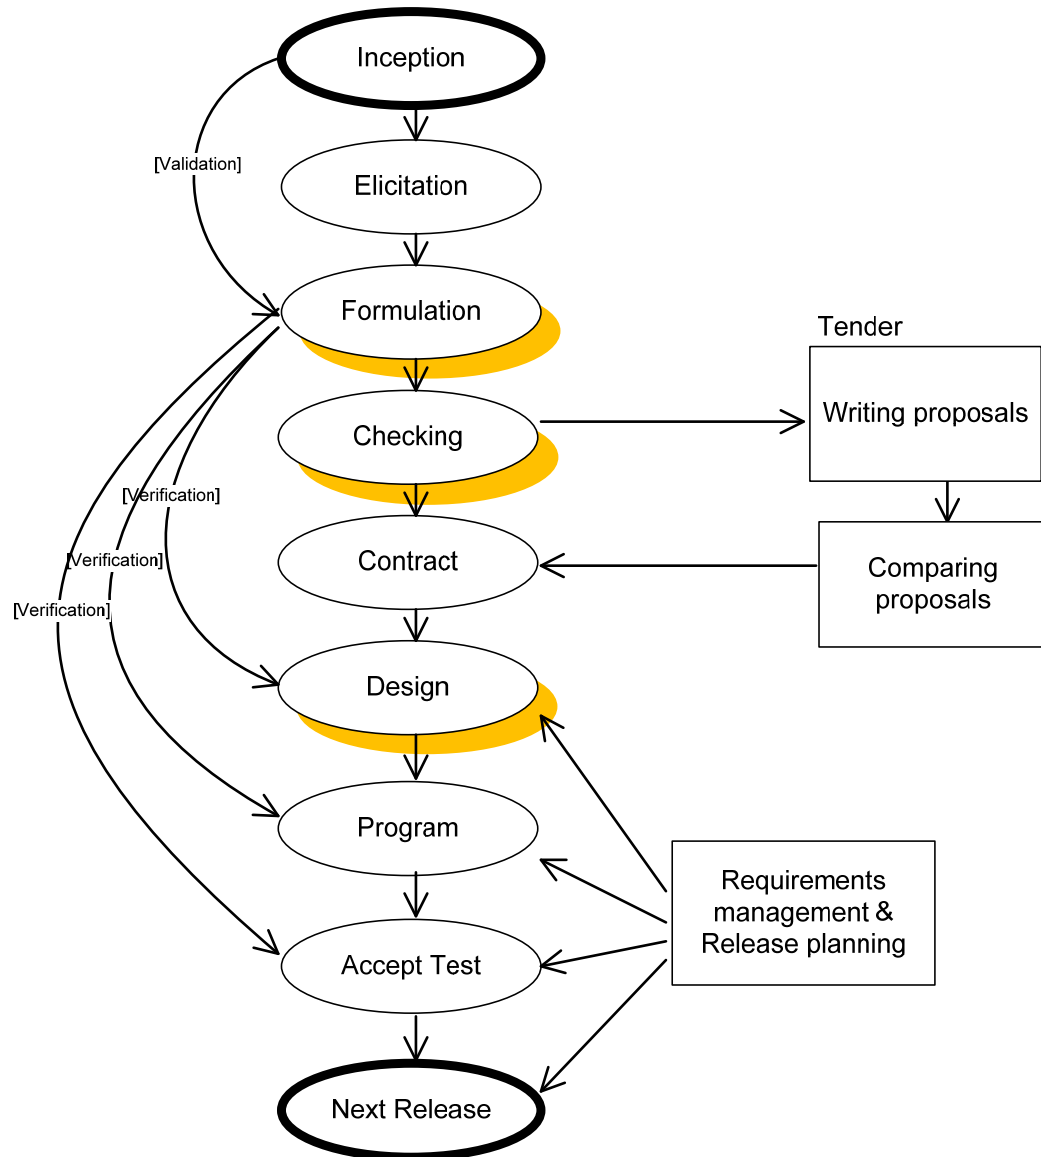 Inception
[Validation]
Elicitation
Formulation
Tender
Writing proposals
Checking
[Verification]
Contract
[Verification]
Comparing
proposals
[Verification]
Design
Program
Requirements
management &
Release planning
Accept Test
Next Release